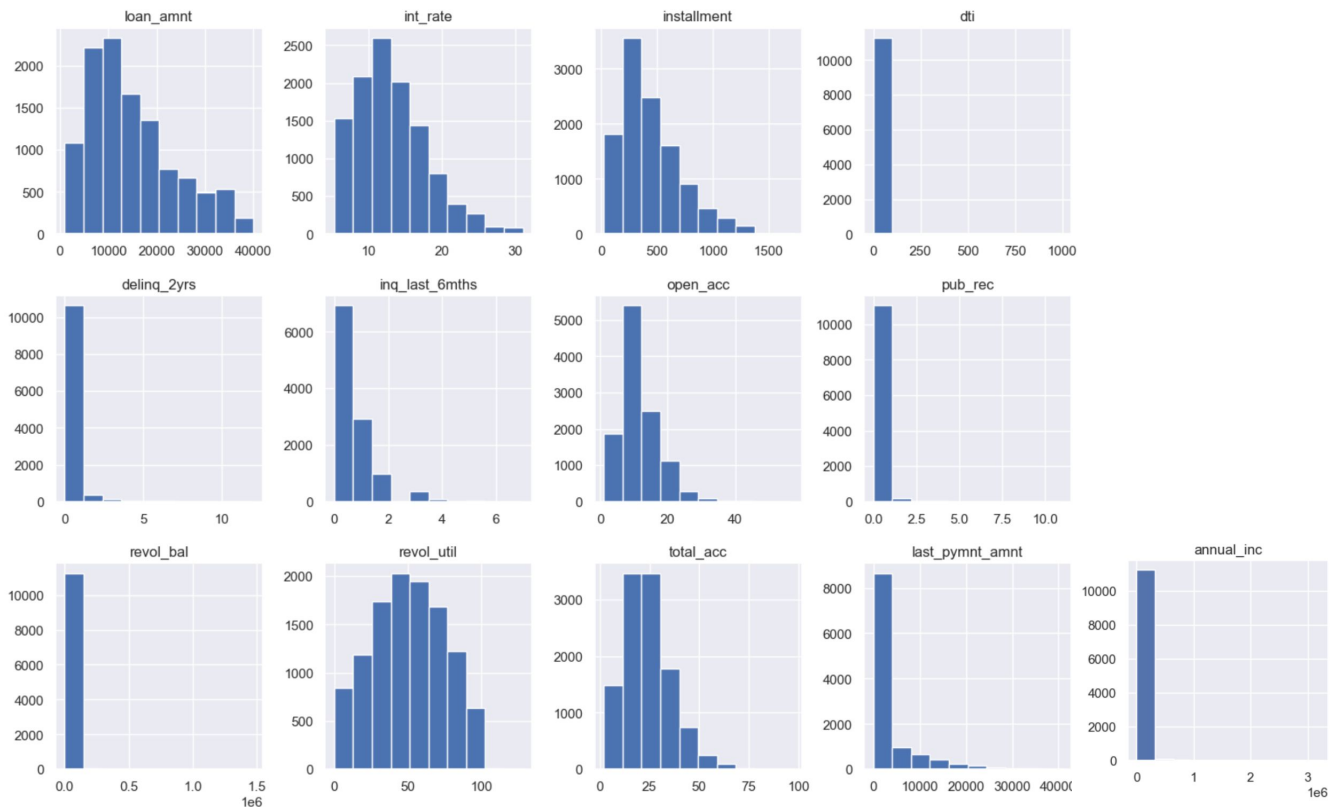 loan_amnt int_rate installment dti
2000 2500 3000 10000
1500 2000 8000
1000 1500 2000 6000
500 1000 1000 4000
0 500 0 2000
0 0
0 10000 20000 30000 40000 10 20 30 0 500 1000 1500 0 250 500 750 1000
delinq_2yrs inq_last_6mths open_acc pub_rec
10000 6000 5000 10000
8000 4000 4000 8000
6000 2000 3000 6000
4000 0 2000 4000
2000 1000 2000
0 0 0
0 5 10 0 2 4 6 0 20 40 0.0 2.5 5.0 7.5 10.0
revol_bal revol_util total_acc last_pymnt_amnt annual_inc
10000 2000 3000 8000 10000
8000 1500 2000 6000 8000
6000 1000 1000 4000 6000
4000 500 0 2000 4000
2000 0 0 2000
0 0
0.0 0.5 1.0 1.5 0 50 100 0 25 50 75 100 0 10000 20000 30000 40000 0 1 2 3
1e6 1e6